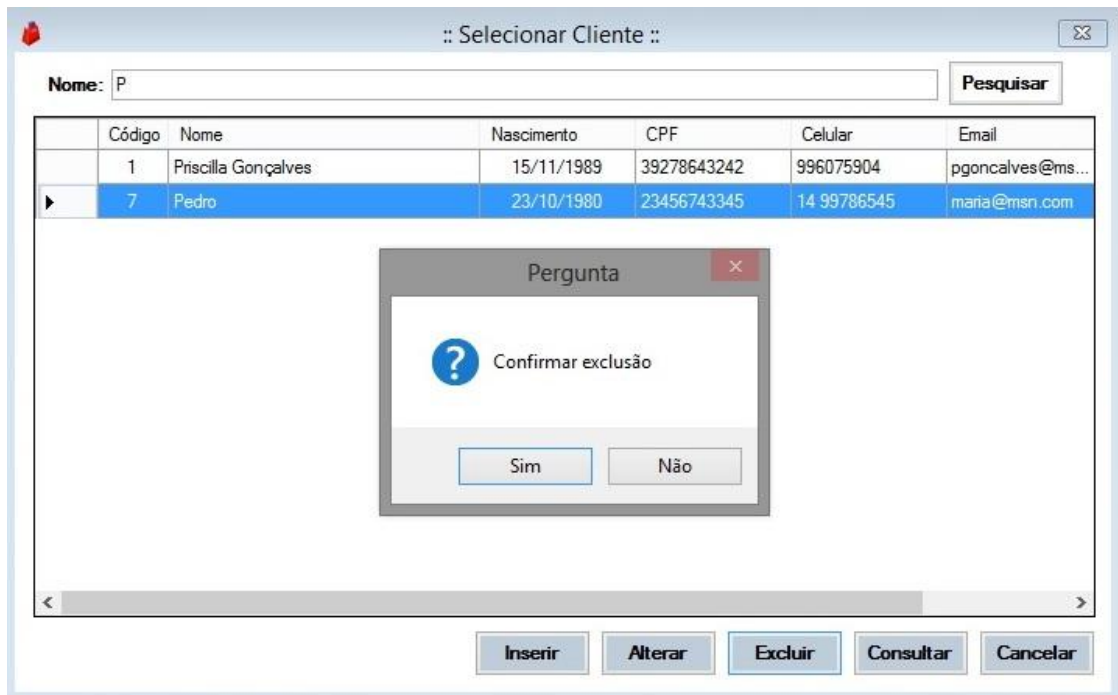 :: Selecionar Cliente ::
Nome: P Pesquisar
Código Nome Nascimento CPF Celular Email
1 Priscilla Gonçalves 15/11/1989 39278643242 996075904 pgoncalves@ms...
7 Pedro 23/10/1980 23456743345 14 99786545 maria@msn.com
Pergunta
Confirmar exclusão
Sim Não
Inserir Alterar Excluir Consultar Cancelar